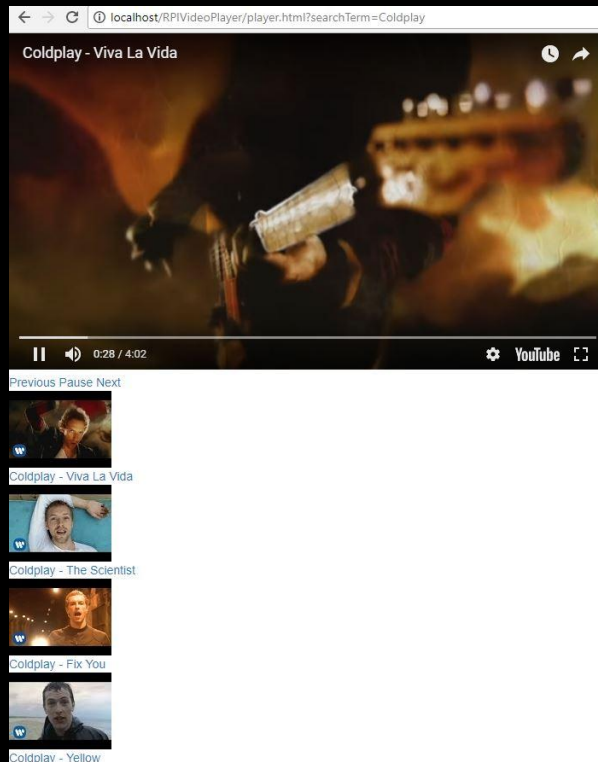 localhost/RPIVideoPlayer/player.html?searchTerm=Coldplay
Coldplay - Viva La Vida
0:28 / 4:02
YouTube
Previous Pause Next
w
Coldplay - Viva La Vida
w
Coldplay - The Scientist
w
Coldplay - Fix You
w
Coldplay - Yellow